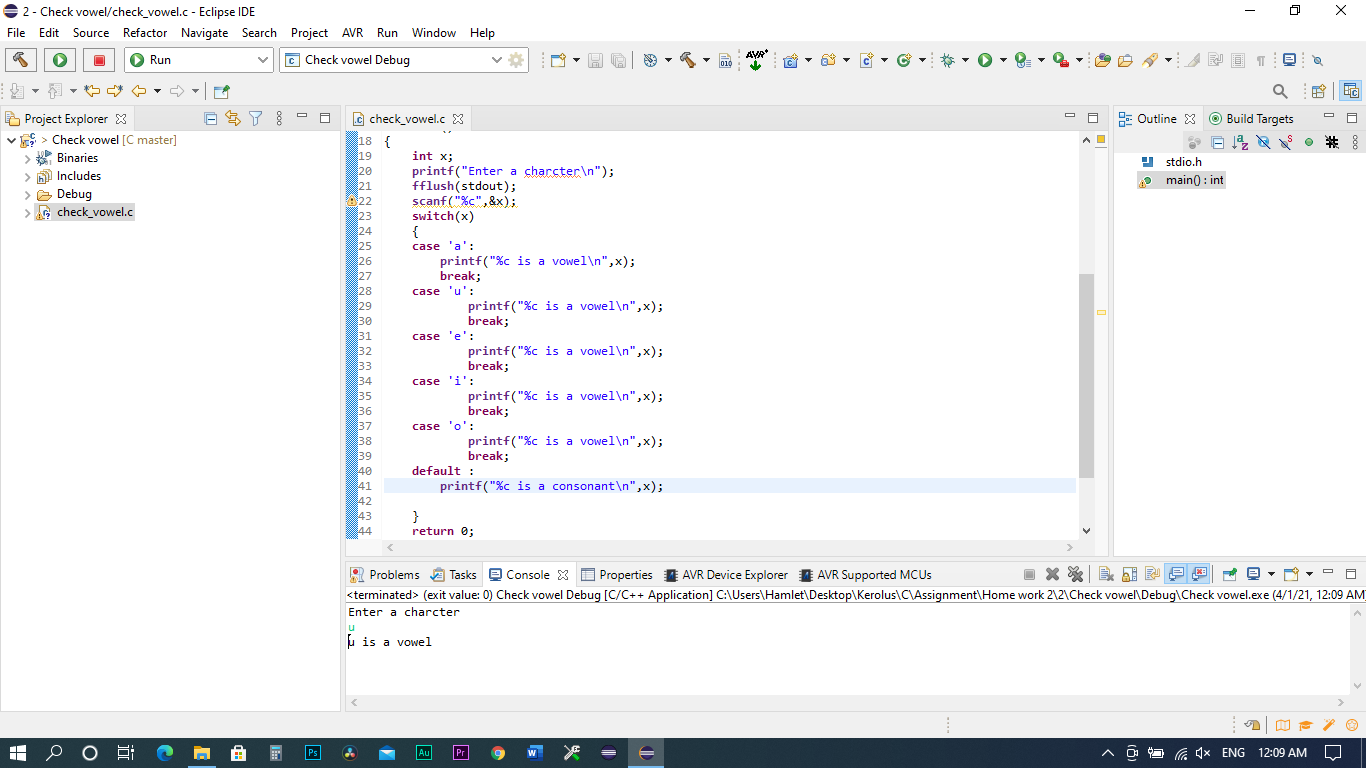 2 - Check vowel/check_vowel.c - Eclipse IDE
File Edit Source Refactor Navigate Search Project AVR Run Window Help
Run
Check vowel Debug
010
AVR
Project Explorer
> Check vowel [C master]
Binaries
Includes
Debug
check_vowel.c
check_vowel.c
18 {
19 int x;
20 printf("Enter a charcter\n");
21 fflush(stdout);
22 scanf("%c",&x);
23 switch(x)
24 {
25 case 'a':
26 printf("%c is a vowel\n",x);
27 break;
28 case 'u':
29 printf("%c is a vowel\n",x);
30 break;
31 case 'e':
32 printf("%c is a vowel\n",x);
33 break;
34 case 'i':
35 printf("%c is a vowel\n",x);
36 break;
37 case 'o':
38 printf("%c is a vowel\n",x);
39 break;
40 default :
41 printf("%c is a consonant\n",x);
42
43 }
44 return 0;
Outline
Build Targets
stdio.h
main() : int
Problems Tasks Console Properties AVR Device Explorer AVR Supported MCUs
<terminated> (exit value: 0) Check vowel Debug [C/C++ Application] C:\Users\Hamlet\Desktop\Kerolus\C\Assignment\Home work 2\2\Check vowel\Debug\Check vowel.exe (4/1/21, 12:09 AM
Enter a charcter
u
u is a vowel
Ps
Au
Pr
W
ENG
12:09 AM